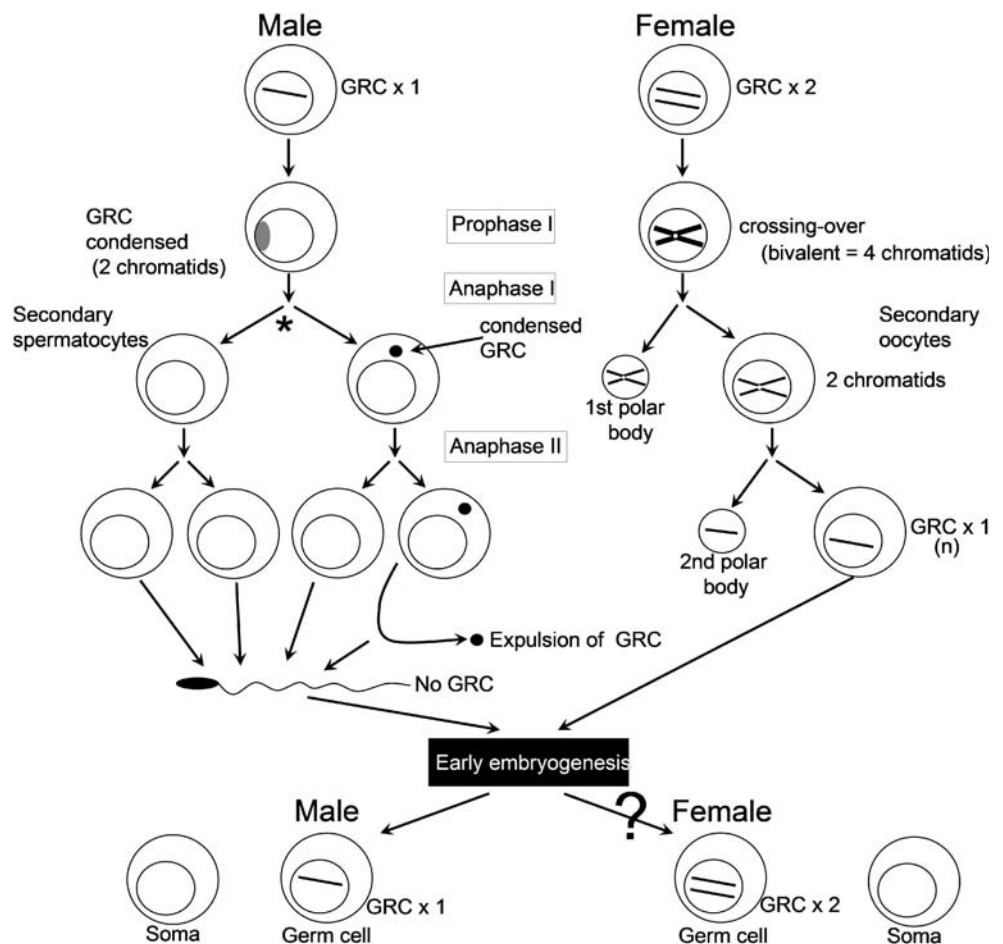 Male
Female
GRC x 1
GRC x 2
GRC
condensed
(2 chromatids)
Prophase I
crossing-over
(bivalent = 4 chromatids)
Anaphase I
*
Secondary
spermatocytes
condensed
GRC
Secondary
oocytes
2 chromatids
1st polar
body
Anaphase II
GRC x 1
(n)
2nd polar
body
Expulsion of GRC
No GRC
Early embryogenesis
?
Male
Female
GRC x 1
GRC x 2
Soma
Germ cell
Germ cell
Soma